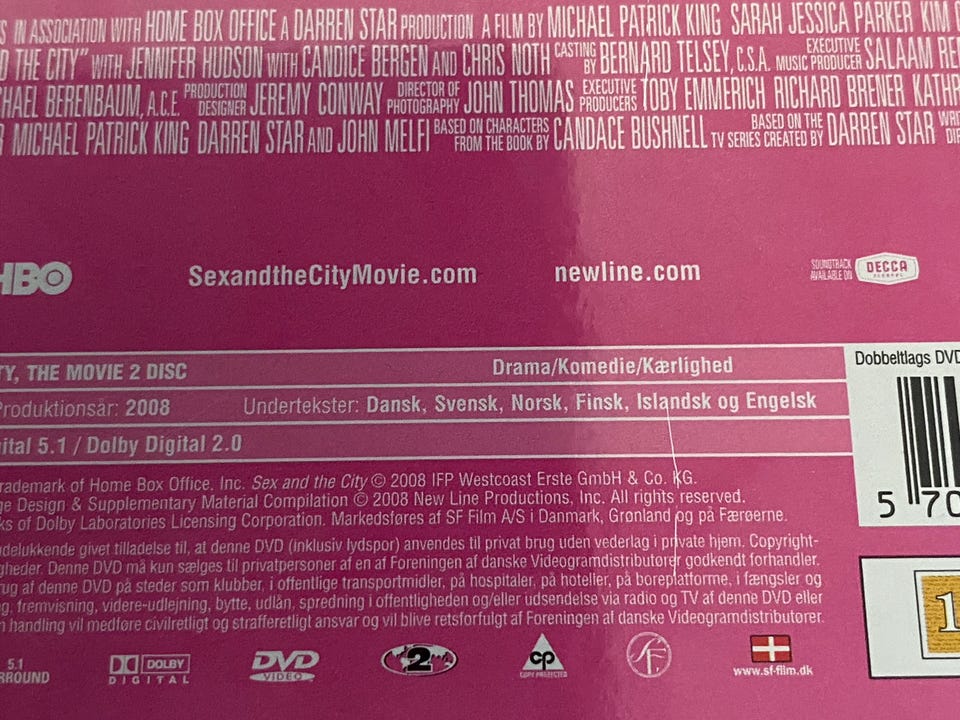 IN ASSOCIATION WITH HOME BOX OFFICE A DARREN STAR PRODUCTION A FILM BY MICHAEL PATRICK KING SARAH JESSICA PARKER KIM
THE CITY" WITH JENNIFER HUDSON WITH CANDICE BERGEN AND CHRIS NOTH CASTING BY BERNARD TELSEY, C.S.A. EXECUTIVE MUSIC PRODUCER SALAAM
BERENBAUM, A.C.E. PRODUCTION DESIGNER JEREMY CONWAY DIRECTOR OF PHOTOGRAPHY JOHN THOMAS EXECUTIVE PRODUCERS TOBY EMMERICH RICHARD BRENER
MICHAEL PATRICK KING DARREN STAR AND JOHN MELFI BASED ON CHARACTERS FROM THE BOOK BY CANDACE BUSHNELL BASED ON THE TV SERIES CREATED BY DARREN STAR
HBO SexandtheCityMovie.com newline.com SOUNDTRACK AVAILABLE ON DECCA
TY, THE MOVIE 2 DISC Drama/Komedie/Kærlighed Dobbeltlags DVD
Produktionsår: 2008 Undertekster: Dansk, Svensk, Norsk, Finsk, Islandsk og Engelsk
ital 5.1 / Dolby Digital 2.0
rademark of Home Box Office, Inc. Sex and the City © 2008 IFP Westcoast Erste GmbH & Co. KG.
ge Design & Supplementary Material Compilation © 2008 New Line Productions, Inc. All rights reserved.
ks of Dolby Laboratories Licensing Corporation. Markedsføres af SF Film A/S i Danmark, Grønland og på Færøerne.
5 70
udelukkende givet tilladelse til, at denne DVD (inklusiv lydspor) anvendes til privat brug uden vederlag i private hjem. Copyright-
gheder. Denne DVD må kun sælges til privatpersoner af en af Foreningen af danske Videogramdistributører godkendt forhandler.
rug af denne DVD på steder som klubber, i offentlige transportmidler, på hospitaler, på hoteller, på boreplatforme, i fængsler og
g, fremvisning, videre-udlejning, bytte, udlån, spredning i offentligheden og/eller udsendelse via radio og TV af denne DVD eller
n handling vil medføre civilretligt og strafferetligt ansvar og vil blive retsforfulgt af Foreningen af danske Videogramdistributører.
5.1 DOLBY DIGITAL DVD VIDEO 2 CP COPY PROTECTED SF www.sf-film.dk
RROUND
1